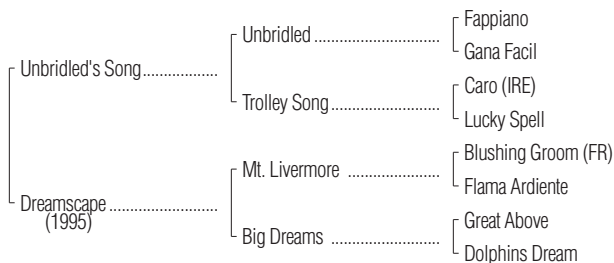 Fappiano
Unbridled
Gana Facil
Unbridled's Song
Caro (IRE)
Trolley Song
Lucky Spell
Blushing Groom (FR)
Mt. Livermore
Flama Ardiente
Dreamscape
(1995)
Great Above
Big Dreams
Dolphins Dream